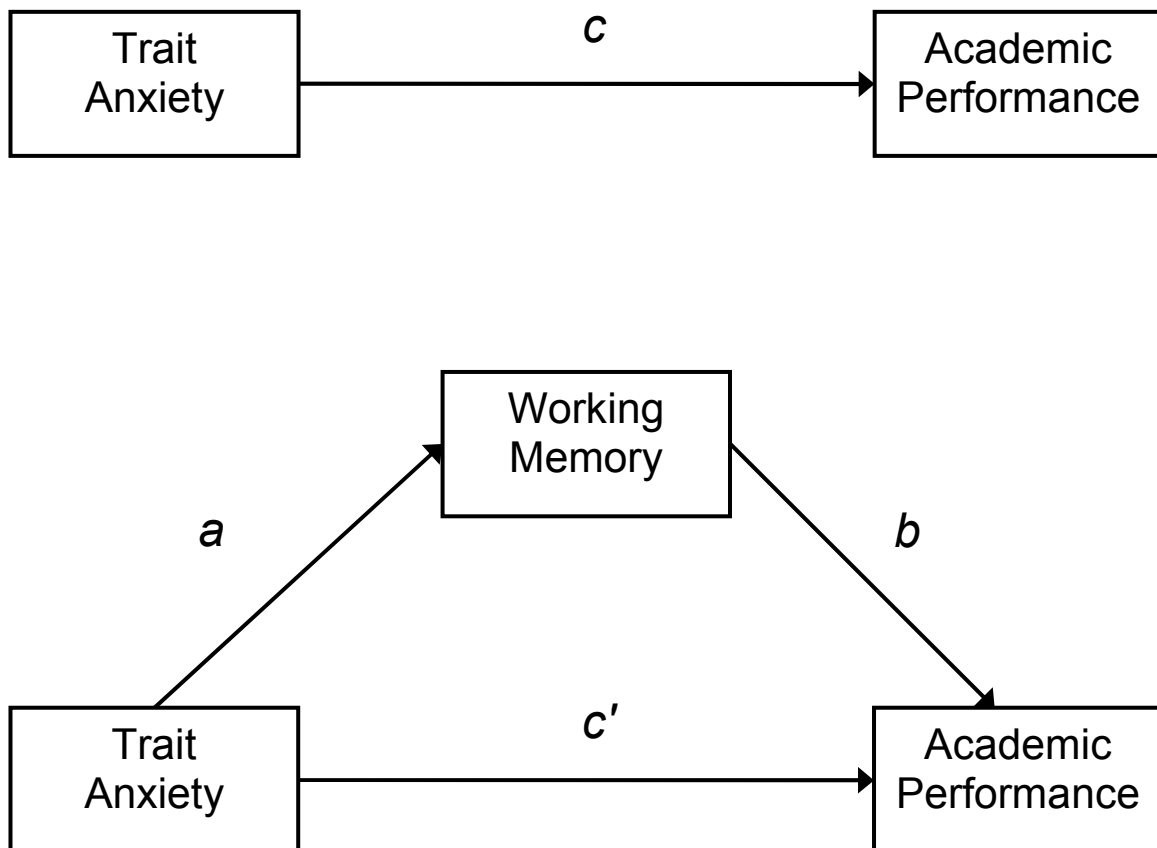 c
Trait
Anxiety
Academic
Performance
Working
Memory
a
b
c'
Trait
Anxiety
Academic
Performance